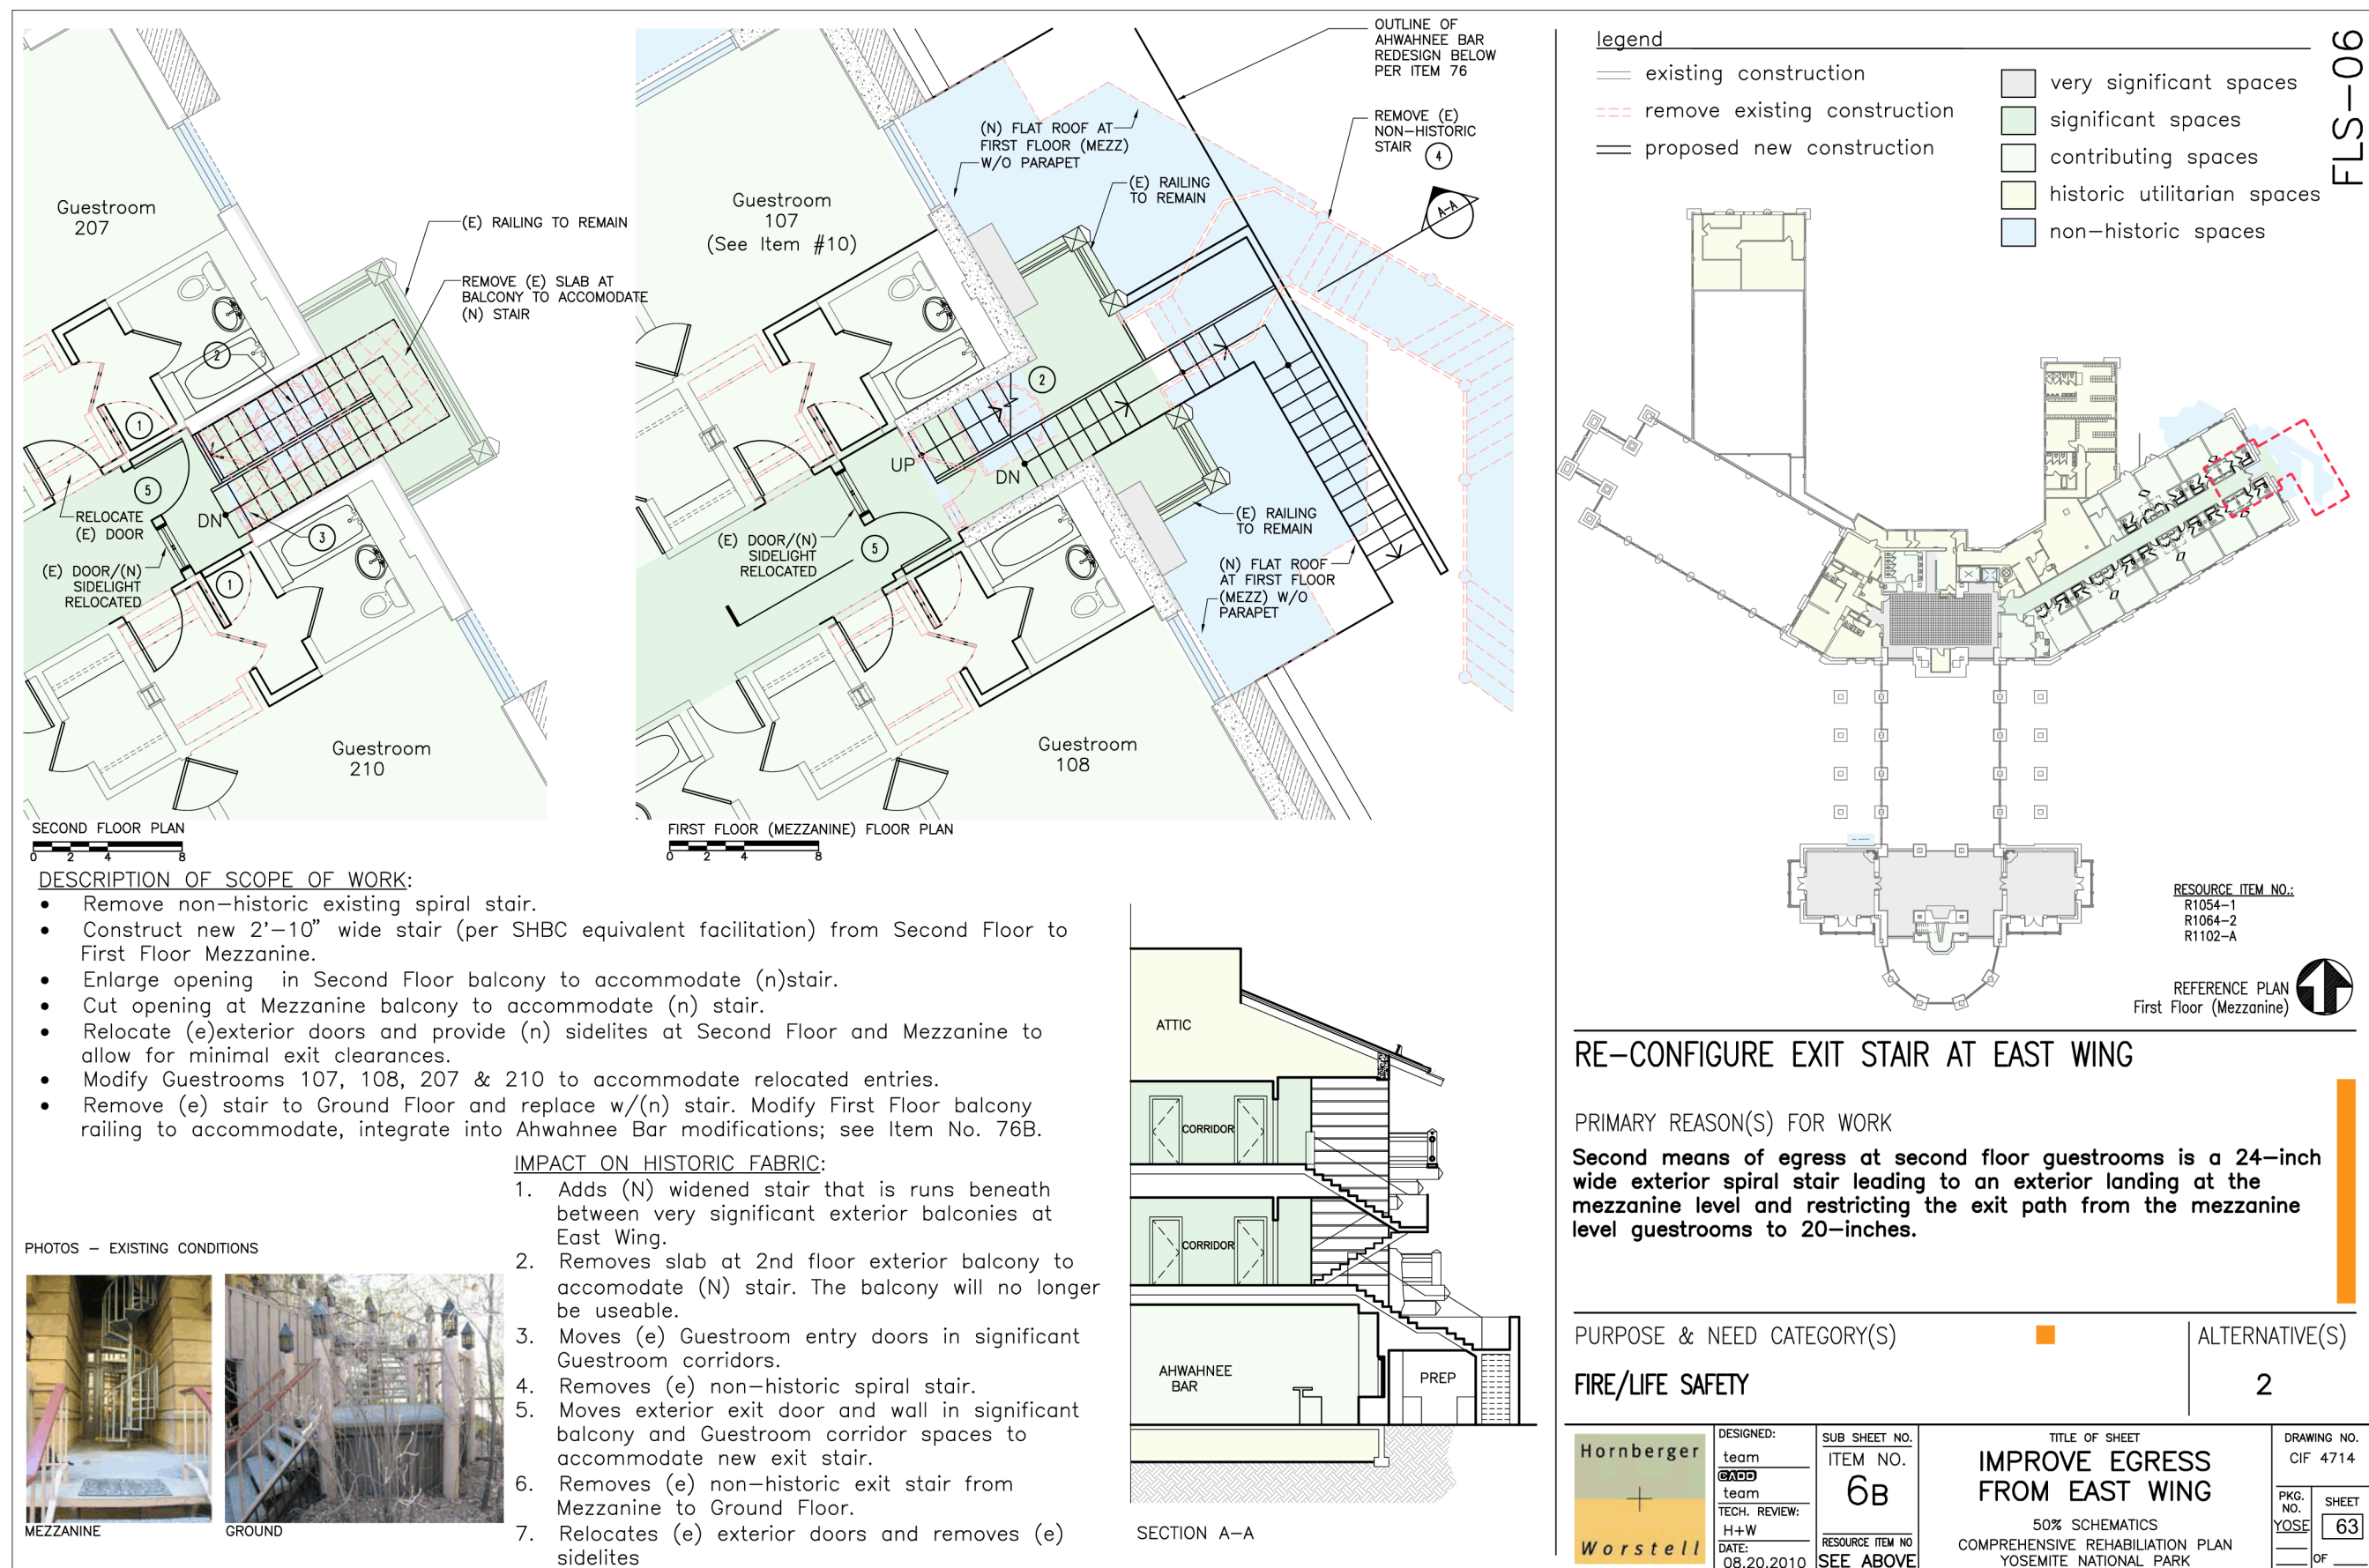 OUTLINE OF
AHWAHNEE BAR
REDESIGN BELOW
PER ITEM 76
(N) FLAT ROOF AT
FIRST FLOOR (MEZZ)
W/O PARAPET
REMOVE (E)
NON-HISTORIC
STAIR
4
(E) RAILING
TO REMAIN
A-A
Guestroom
207
(E) RAILING TO REMAIN
REMOVE (E) SLAB AT
BALCONY TO ACCOMODATE
(N) STAIR
2
1
5
RELOCATE
(E) DOOR
DN
3
(E) DOOR/(N)
SIDELIGHT
RELOCATED
1
Guestroom
210
SECOND FLOOR PLAN
0 2 4 8
Guestroom
107
(See Item #10)
2
UP
DN
(E) DOOR/(N)
SIDELIGHT
RELOCATED
5
(E) RAILING
TO REMAIN
(N) FLAT ROOF
AT FIRST FLOOR
(MEZZ) W/O
PARAPET
Guestroom
108
FIRST FLOOR (MEZZANINE) FLOOR PLAN
0 2 4 8
legend
existing construction
remove existing construction
proposed new construction
very significant spaces
significant spaces
contributing spaces
historic utilitarian spaces
non-historic spaces
FLS-06
RESOURCE ITEM NO.:
R1054-1
R1064-2
R1102-A
REFERENCE PLAN
First Floor (Mezzanine)
DESCRIPTION OF SCOPE OF WORK:
• Remove non-historic existing spiral stair.
• Construct new 2'-10" wide stair (per SHBC equivalent facilitation) from Second Floor to
First Floor Mezzanine.
• Enlarge opening in Second Floor balcony to accommodate (n)stair.
• Cut opening at Mezzanine balcony to accommodate (n) stair.
• Relocate (e)exterior doors and provide (n) sidelites at Second Floor and Mezzanine to
allow for minimal exit clearances.
• Modify Guestrooms 107, 108, 207 & 210 to accommodate relocated entries.
• Remove (e) stair to Ground Floor and replace w/(n) stair. Modify First Floor balcony
railing to accommodate, integrate into Ahwahnee Bar modifications; see Item No. 76B.
IMPACT ON HISTORIC FABRIC:
1. Adds (N) widened stair that is runs beneath
between very significant exterior balconies at
East Wing.
2. Removes slab at 2nd floor exterior balcony to
accomodate (N) stair. The balcony will no longer
be useable.
3. Moves (e) Guestroom entry doors in significant
Guestroom corridors.
4. Removes (e) non-historic spiral stair.
5. Moves exterior exit door and wall in significant
balcony and Guestroom corridor spaces to
accommodate new exit stair.
6. Removes (e) non-historic exit stair from
Mezzanine to Ground Floor.
7. Relocates (e) exterior doors and removes (e)
sidelites
PHOTOS - EXISTING CONDITIONS
MEZZANINE
GROUND
ATTIC
CORRIDOR
CORRIDOR
AHWAHNEE
BAR
PREP
SECTION A-A
RE-CONFIGURE EXIT STAIR AT EAST WING
PRIMARY REASON(S) FOR WORK
Second means of egress at second floor guestrooms is a 24-inch
wide exterior spiral stair leading to an exterior landing at the
mezzanine level and restricting the exit path from the mezzanine
level guestrooms to 20-inches.
PURPOSE & NEED CATEGORY(S)
FIRE/LIFE SAFETY
ALTERNATIVE(S)
2
Hornberger
Worstell
DESIGNED:
team
CADD
team
TECH. REVIEW:
H+W
DATE:
08.20.2010
SUB SHEET NO.
ITEM NO.
6B
RESOURCE ITEM NO
SEE ABOVE
TITLE OF SHEET
IMPROVE EGRESS
FROM EAST WING
50% SCHEMATICS
COMPREHENSIVE REHABILIATION PLAN
YOSEMITE NATIONAL PARK
DRAWING NO.
CIF 4714
PKG.
NO.
YOSE
SHEET
63
OF